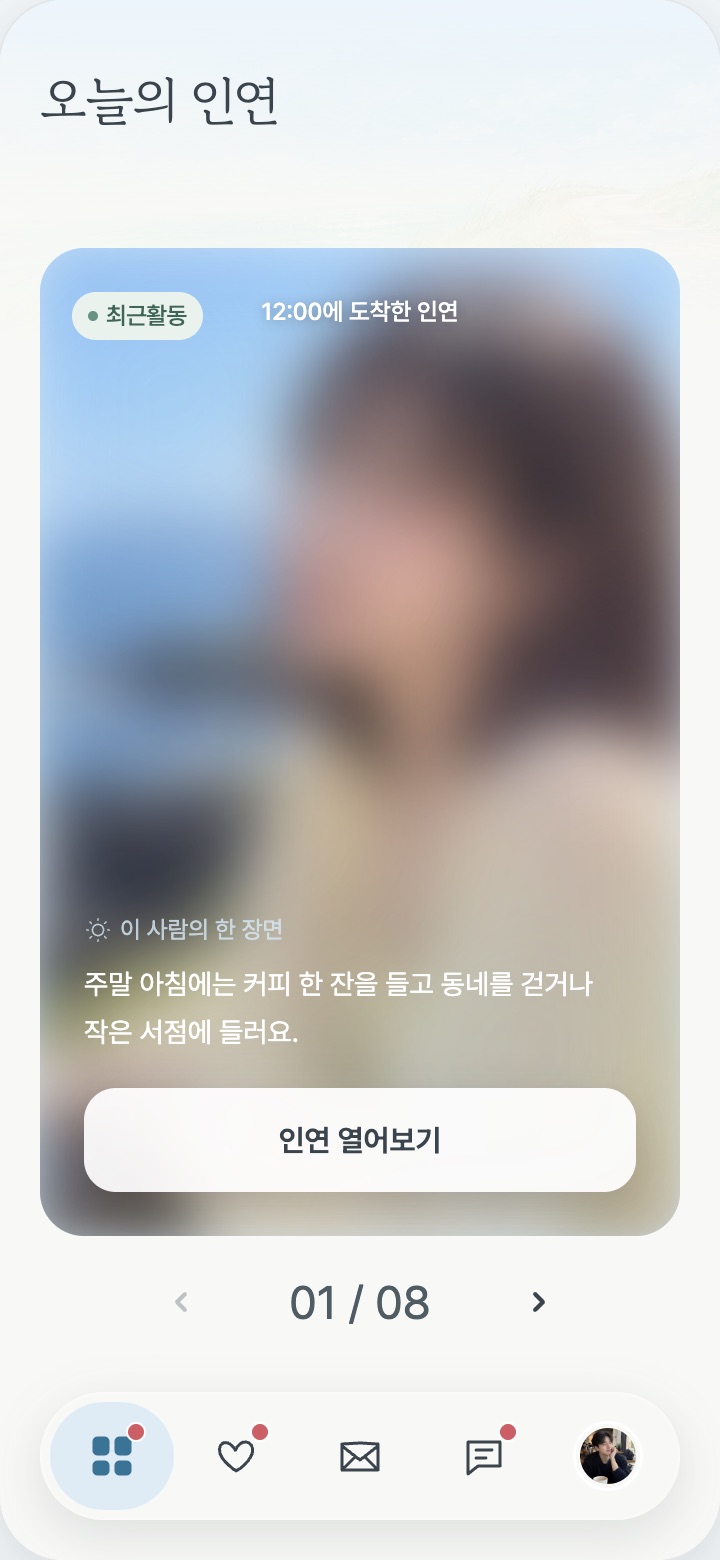 오늘의 인연
최근활동
12:00에 도착한 인연
이 사람의 한 장면
주말 아침에는 커피 한 잔을 들고 동네를 걷거나
작은 서점에 들러요.
인연 열어보기
01 / 08